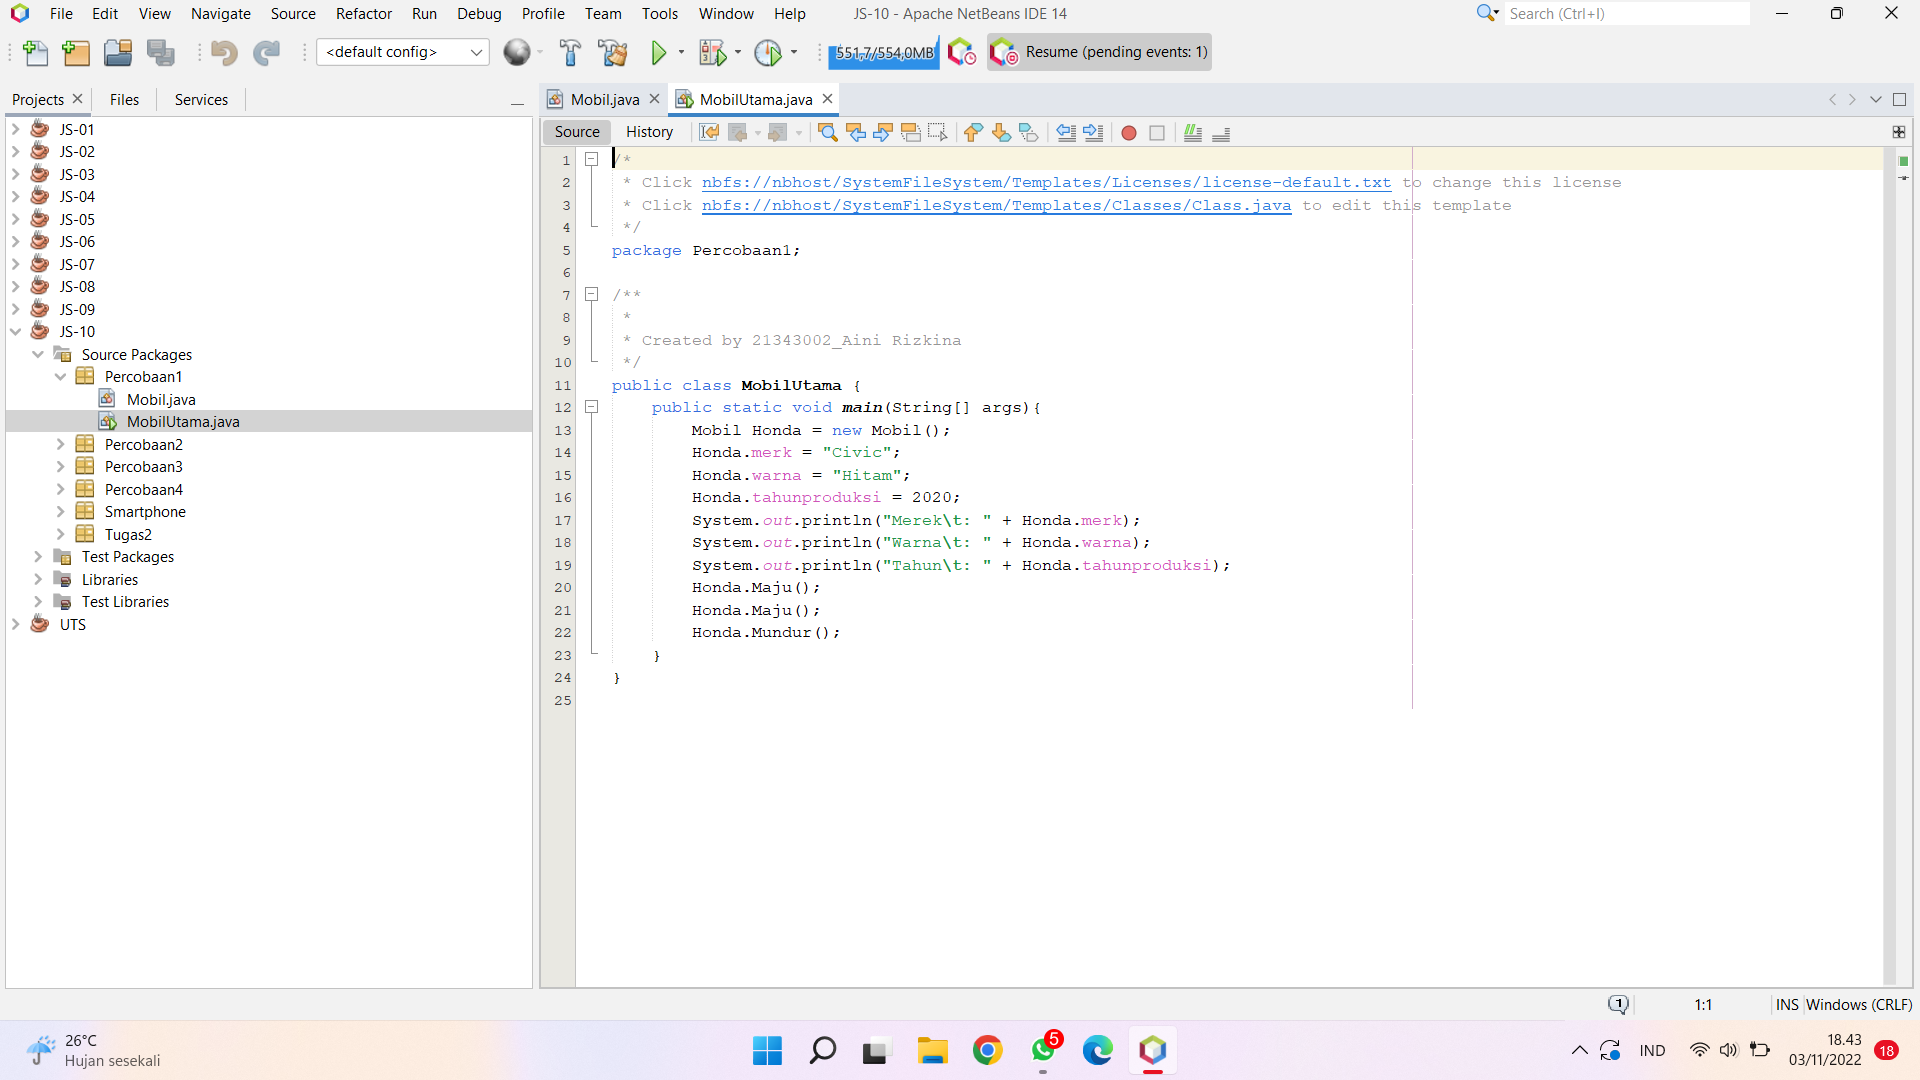 File Edit View Navigate Source Refactor Run Debug Profile Team Tools Window Help JS-10 - Apache NetBeans IDE 14 Search (Ctrl+I)
<default config> 551,7/554,0MB Resume (pending events: 1)
Projects Files Services
JS-01
JS-02
JS-03
JS-04
JS-05
JS-06
JS-07
JS-08
JS-09
JS-10
Source Packages
Percobaan1
Mobil.java
MobilUtama.java
Percobaan2
Percobaan3
Percobaan4
Smartphone
Tugas2
Test Packages
Libraries
Test Libraries
UTS
Mobil.java MobilUtama.java
Source History
1 /*
2 * Click nbfs://nbhost/SystemFileSystem/Templates/Licenses/license-default.txt to change this license
3 * Click nbfs://nbhost/SystemFileSystem/Templates/Classes/Class.java to edit this template
4 */
5 package Percobaan1;
6
7 /**
8 *
9 * Created by 21343002_Aini Rizkina
10 */
11 public class MobilUtama {
12 public static void main(String[] args){
13 Mobil Honda = new Mobil();
14 Honda.merk = "Civic";
15 Honda.warna = "Hitam";
16 Honda.tahunproduksi = 2020;
17 System.out.println("Merek\t: " + Honda.merk);
18 System.out.println("Warna\t: " + Honda.warna);
19 System.out.println("Tahun\t: " + Honda.tahunproduksi);
20 Honda.Maju();
21 Honda.Maju();
22 Honda.Mundur();
23 }
24 }
25
1 1:1 INS Windows (CRLF)
26°C
Hujan sesekali
5
IND
18.43
03/11/2022
18